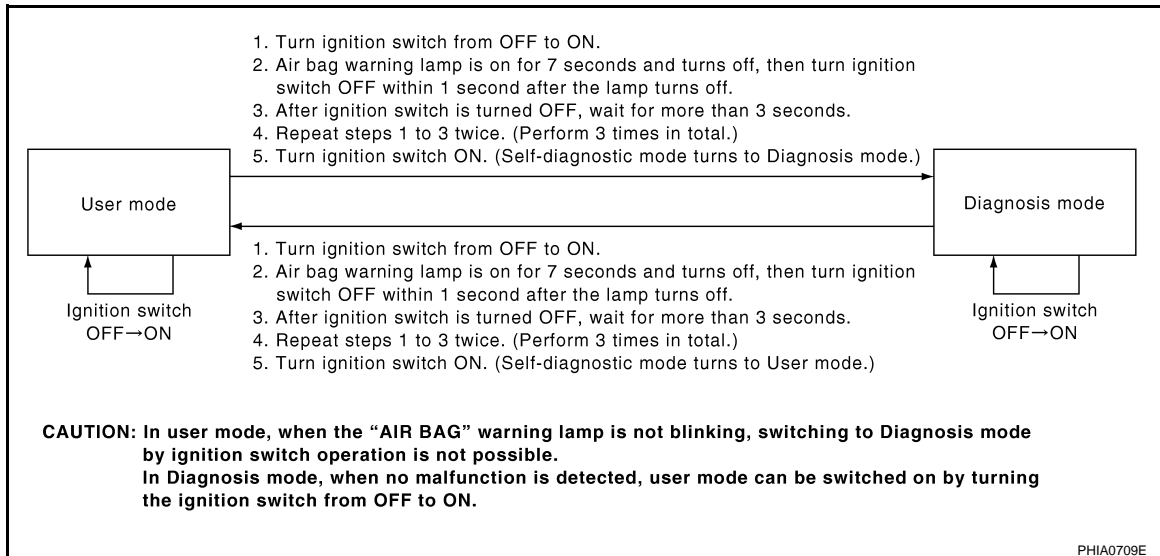 1. Turn ignition switch from OFF to ON.
2. Air bag warning lamp is on for 7 seconds and turns off, then turn ignition
switch OFF within 1 second after the lamp turns off.
3. After ignition switch is turned OFF, wait for more than 3 seconds.
4. Repeat steps 1 to 3 twice. (Perform 3 times in total.)
5. Turn ignition switch ON. (Self-diagnostic mode turns to Diagnosis mode.)
User mode
Diagnosis mode
1. Turn ignition switch from OFF to ON.
2. Air bag warning lamp is on for 7 seconds and turns off, then turn ignition
switch OFF within 1 second after the lamp turns off.
3. After ignition switch is turned OFF, wait for more than 3 seconds.
4. Repeat steps 1 to 3 twice. (Perform 3 times in total.)
5. Turn ignition switch ON. (Self-diagnostic mode turns to User mode.)
Ignition switch
OFF→ON
Ignition switch
OFF→ON
CAUTION: In user mode, when the “AIR BAG” warning lamp is not blinking, switching to Diagnosis mode
by ignition switch operation is not possible.
In Diagnosis mode, when no malfunction is detected, user mode can be switched on by turning
the ignition switch from OFF to ON.
PHIA0709E